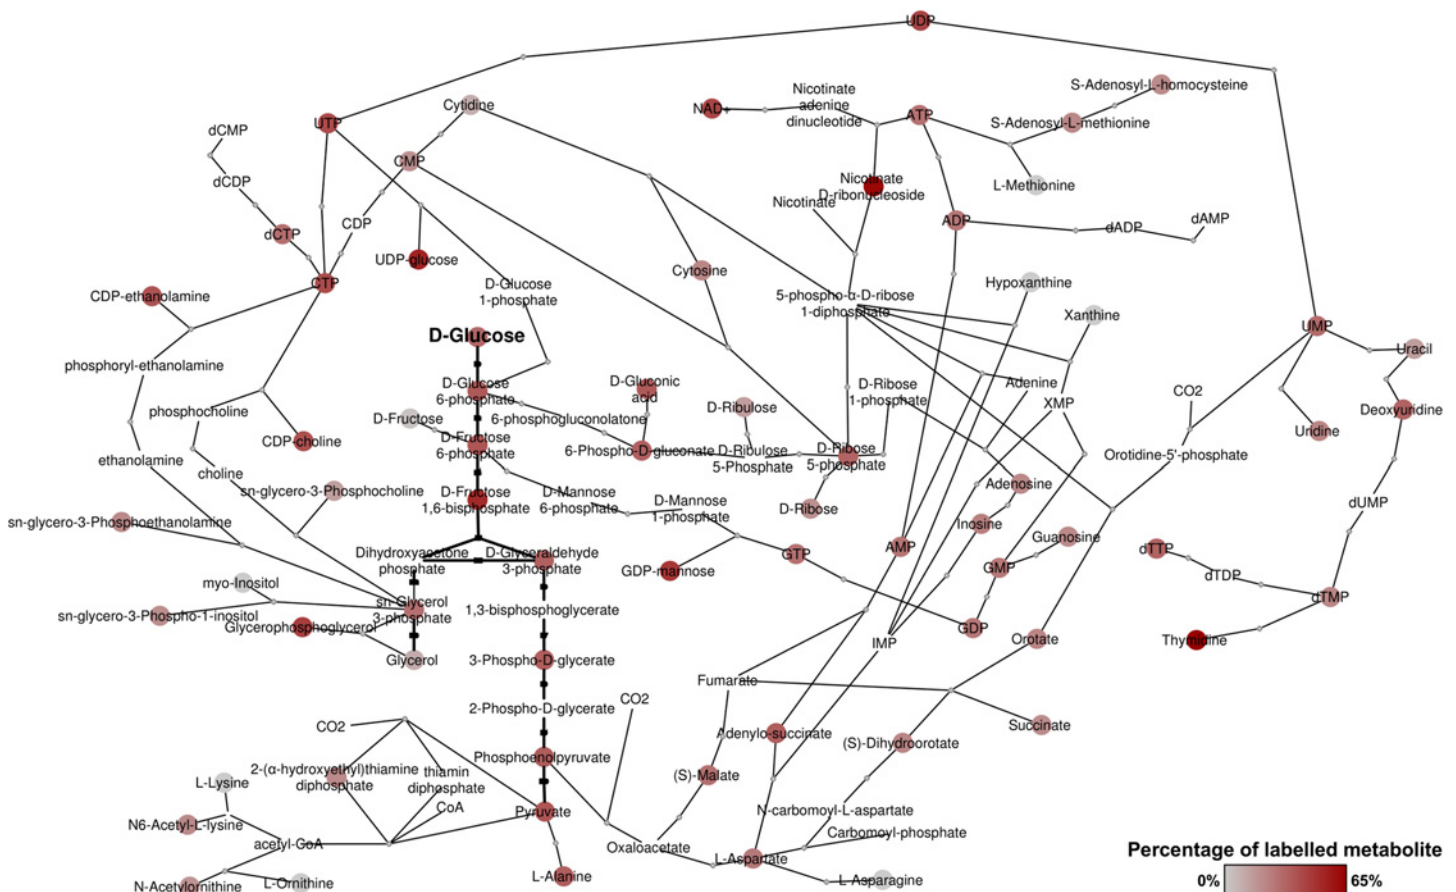 UDP
S-Adenosyl-L-homocysteine
Nicotinate
adenine
dinucleotide
NAD+
Cytidine
ATP
UTP
S-Adenosyl-L-methionine
dCMP
CMP
dCDP
Nicotinate
D-ribonucleoside
L-Methionine
Nicotinate
CDP
ADP
dADP
dAMP
dCTP
UDP-glucose
Cytosine
CTP
Hypoxanthine
D-Glucose
1-phosphate
CDP-ethanolamine
5-phospho-α-D-ribose
1-diphosphate
Xanthine
UMP
D-Glucose
Uracil
phosphoryl-ethanolamine
D-Glucose
6-phosphate
D-Gluconic
acid
D-Ribose
1-phosphate
Adenine
CO2
XMP
phosphocholine
D-Fructose
6-phosphogluconolatone
D-Ribulose
Deoxyuridine
Uridine
CDP-choline
D-Fructose
6-phosphate
6-Phospho-D-gluconate
D-Ribulose
5-Phosphate
D-Ribose
5-phosphate
Orotidine-5'-phosphate
ethanolamine
choline
sn-glycero-3-Phosphocholine
D-Fructose
1,6-bisphosphate
D-Mannose
6-phosphate
D-Mannose
1-phosphate
D-Ribose
Adenosine
dUMP
sn-glycero-3-Phosphoethanolamine
Inosine
Guanosine
Dihydroxyacetone
phosphate
D-Glyceraldehyde
3-phosphate
GDP-mannose
GTP
AMP
GMP
dTTP
dTDP
myo-Inositol
sn-Glycerol
3-phosphate
1,3-bisphosphoglycerate
dTMP
sn-glycero-3-Phospho-1-inositol
Glycerophosphoglycerol
GDP
IMP
Orotate
Thymidine
Glycerol
3-Phospho-D-glycerate
Fumarate
2-Phospho-D-glycerate
CO2
CO2
Succinate
Adenylo-succinate
(S)-Dihydroorotate
Phosphoenolpyruvate
2-(α-hydroxyethyl)thiamine
diphosphate
thiamin
diphosphate
(S)-Malate
L-Lysine
CoA
Pyruvate
N-carbomoyl-L-aspartate
N6-Acetyl-L-lysine
Carbomoyl-phosphate
acetyl-CoA
Oxaloacetate
L-Aspartate
Percentage of labelled metabolite
L-Alanine
L-Asparagine
0%
65%
N-Acetylornithine
L-Ornithine